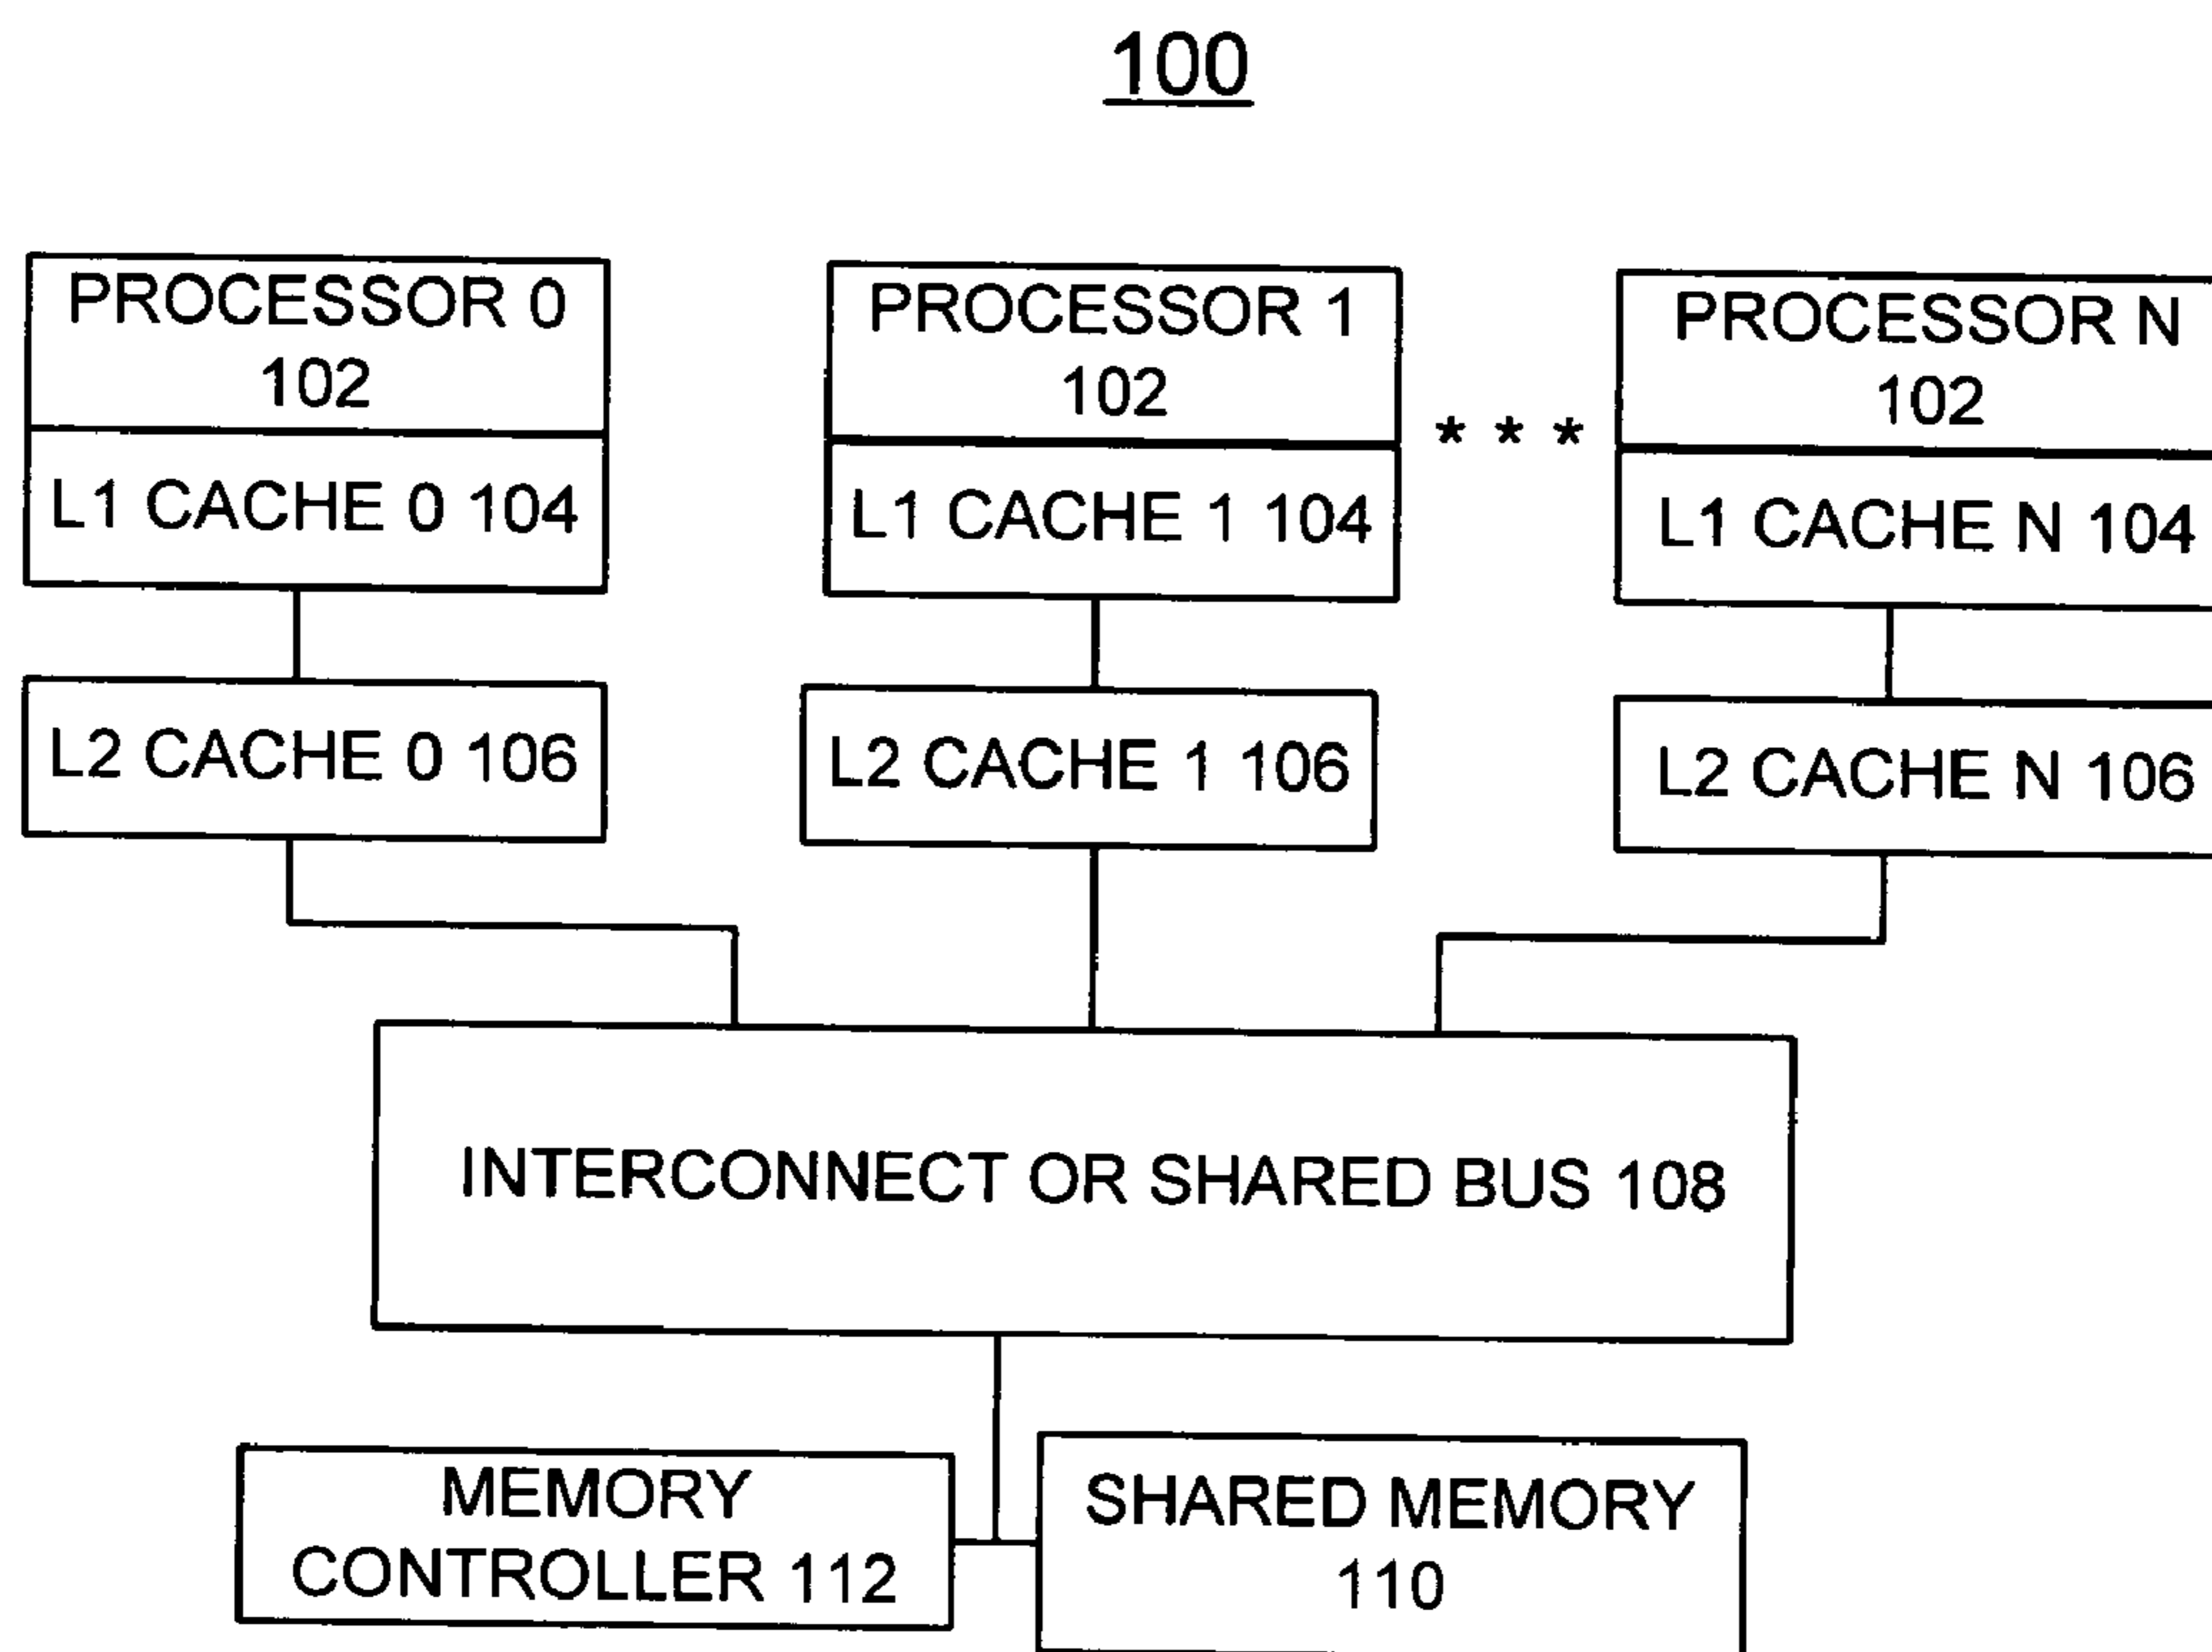 100
PROCESSOR 0
102
L1 CACHE 0 104
PROCESSOR 1
102
L1 CACHE 1 104
* * *
PROCESSOR N
102
L1 CACHE N 104
L2 CACHE 0 106
L2 CACHE 1 106
L2 CACHE N 106
INTERCONNECT OR SHARED BUS 108
MEMORY
CONTROLLER 112
SHARED MEMORY
110